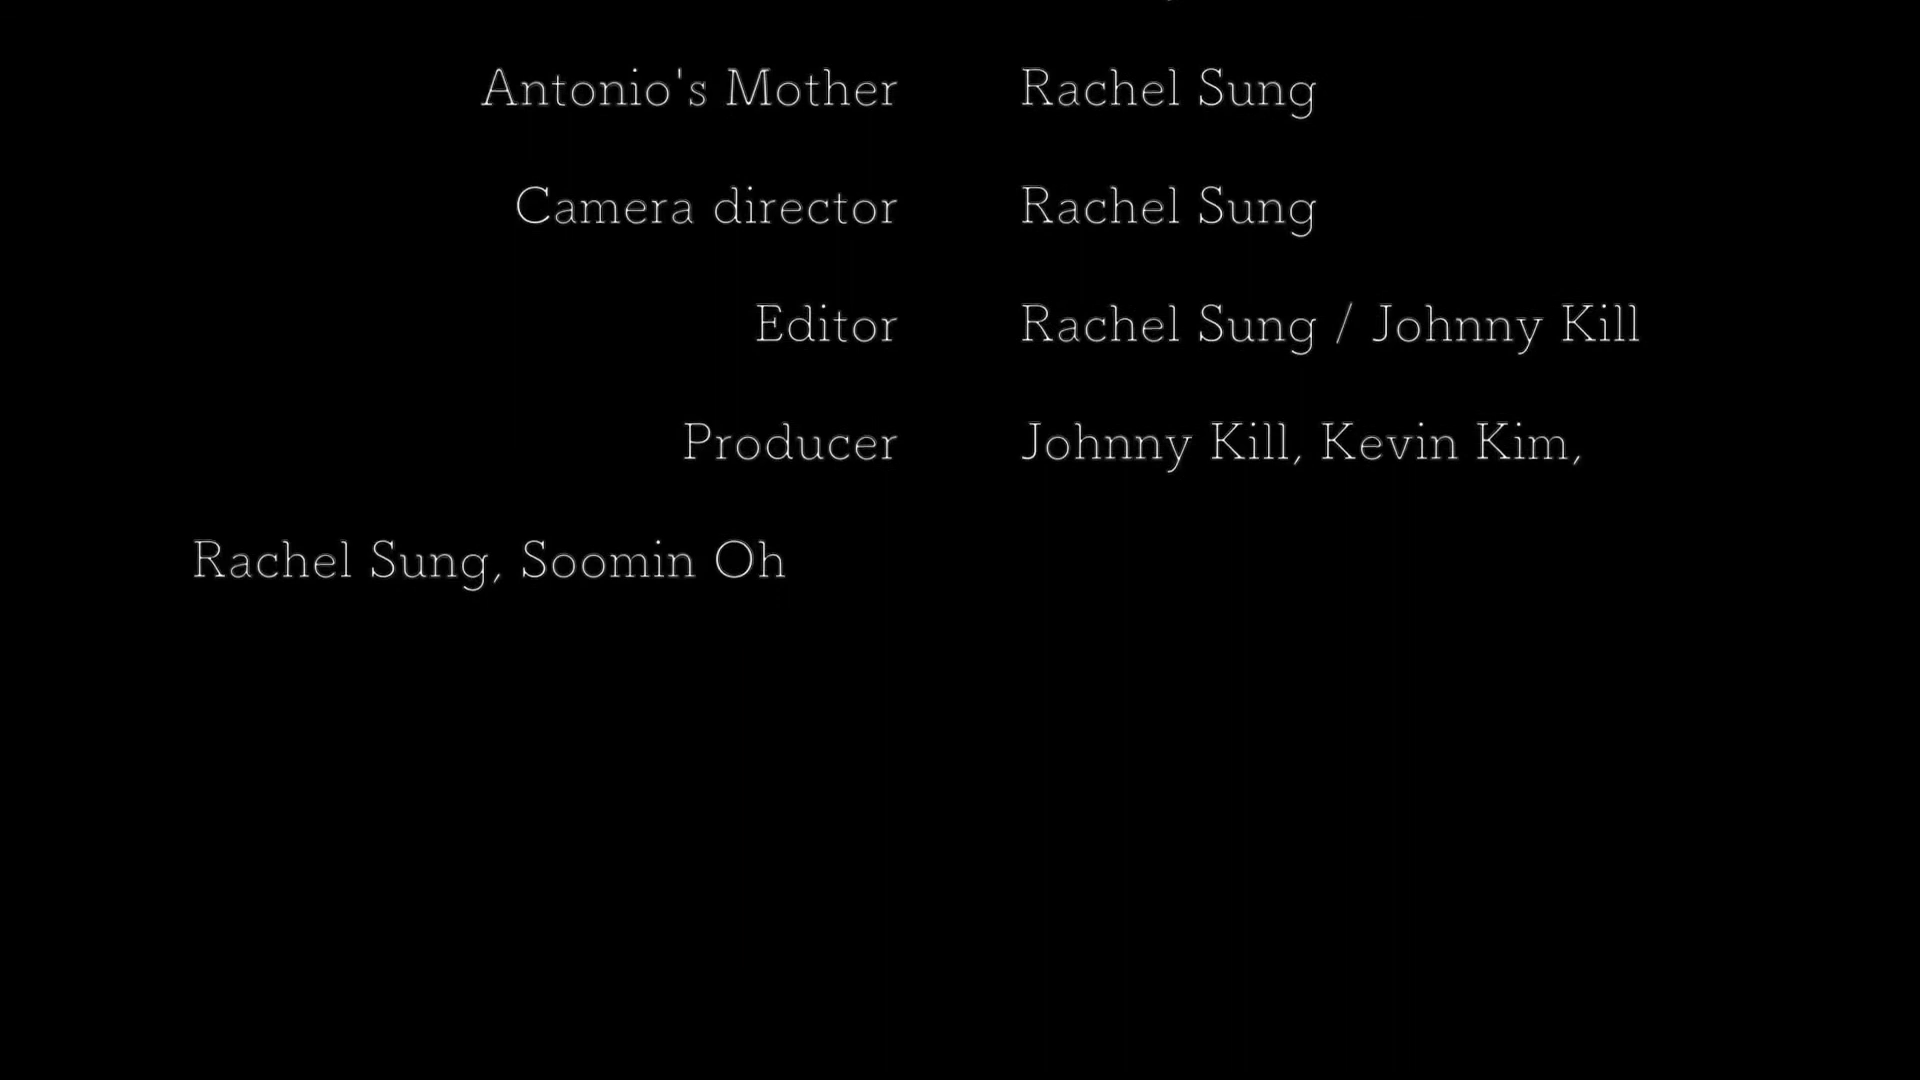 Antonio's Mother Rachel Sung
Camera director Rachel Sung
Editor Rachel Sung / Johnny Kill
Producer Johnny Kill, Kevin Kim,
Rachel Sung, Soomin Oh